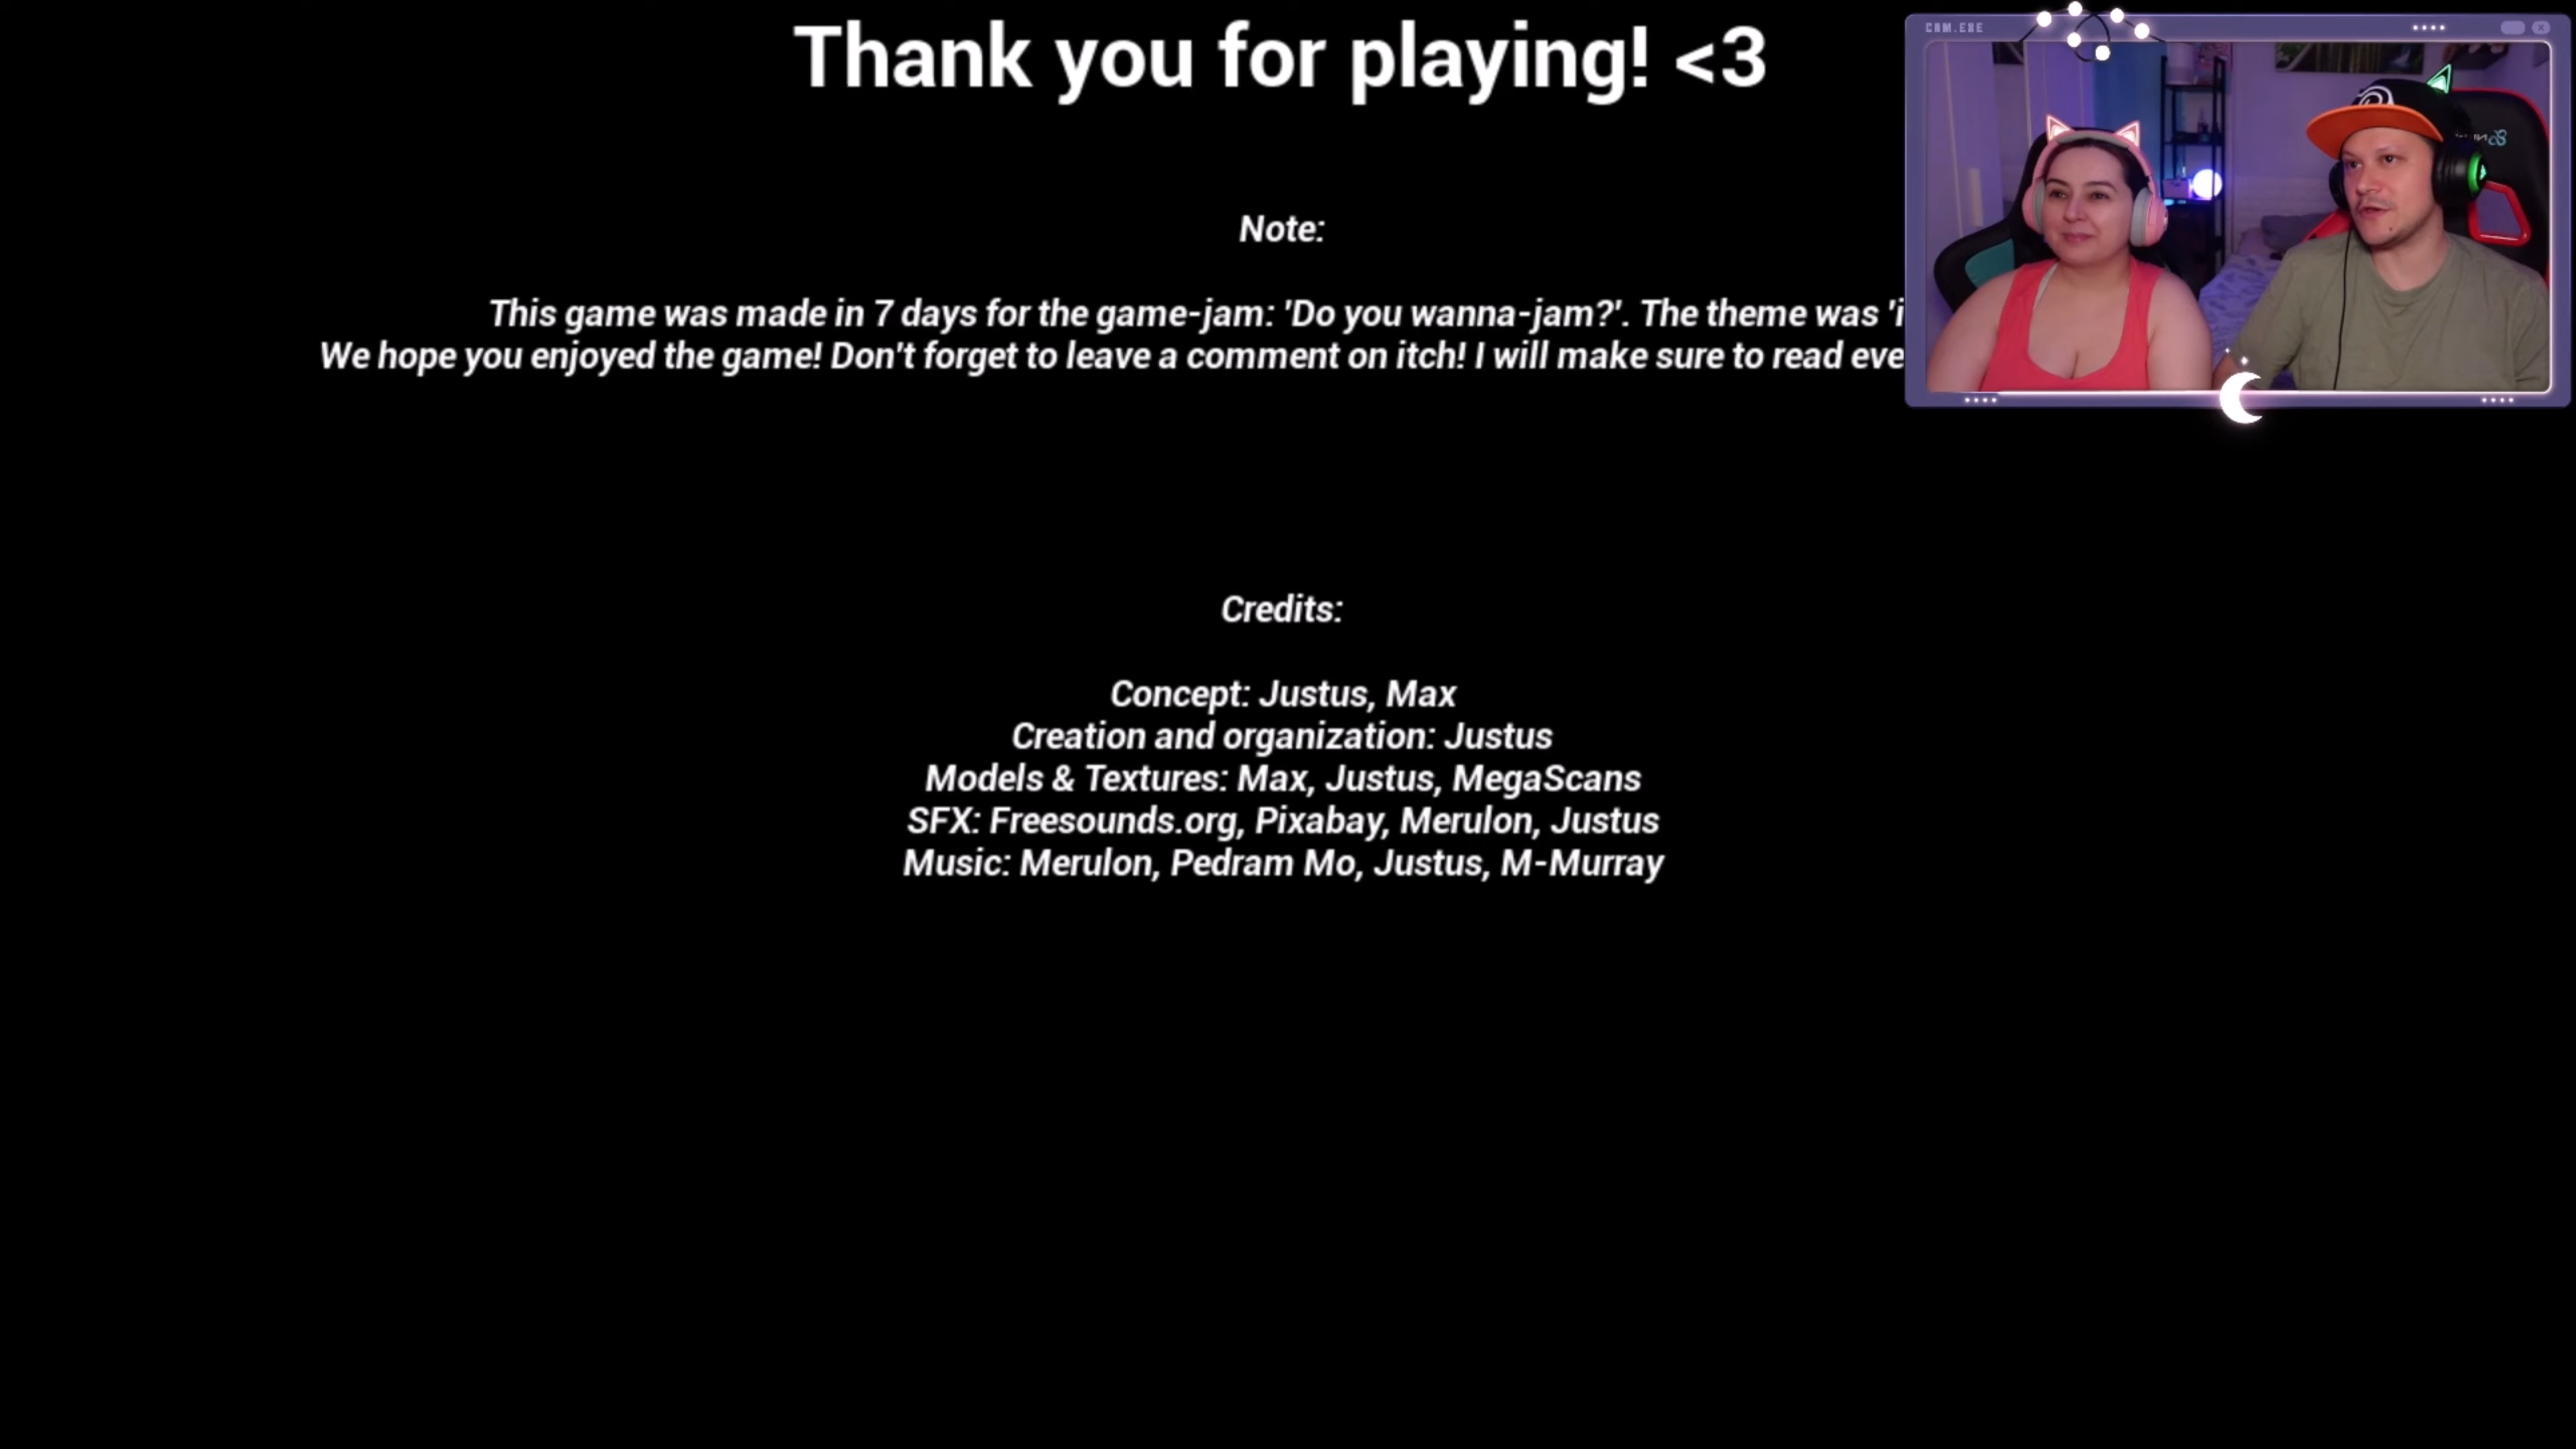 Thank you for playing! <3
CAM.EXE
Note:
This game was made in 7 days for the game-jam: 'Do you wanna-jam?'. The theme was 'i
We hope you enjoyed the game! Don't forget to leave a comment on itch! I will make sure to read eve
Credits:
Concept: Justus, Max
Creation and organization: Justus
Models & Textures: Max, Justus, MegaScans
SFX: Freesounds.org, Pixabay, Merulon, Justus
Music: Merulon, Pedram Mo, Justus, M-Murray